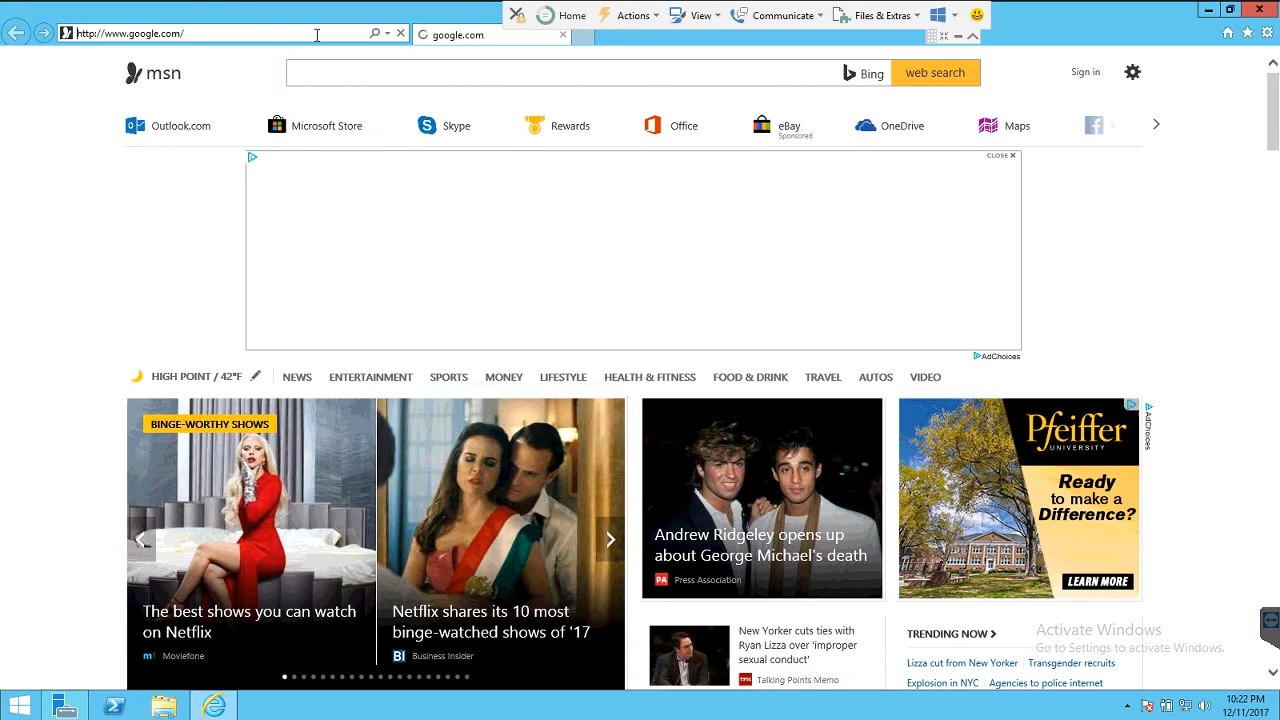 Home Actions View Communicate Files & Extras
http://www.google.com/
google.com
msn
Bing
web search
Sign in
Outlook.com
Microsoft Store
Skype
Rewards
Office
eBay
Sponsored
OneDrive
Maps
CLOSE
AdChoices
HIGH POINT / 42°F
NEWS ENTERTAINMENT SPORTS MONEY LIFESTYLE HEALTH & FITNESS FOOD & DRINK TRAVEL AUTOS VIDEO
BINGE-WORTHY SHOWS
The best shows you can watch
on Netflix
Moviefone
Netflix shares its 10 most
binge-watched shows of '17
BI
Business Insider
Andrew Ridgeley opens up
about George Michael's death
PA
Press Association
Pfeiffer
UNIVERSITY
Ready
to make a
Difference?
LEARN MORE
AdChoices
New Yorker cuts ties with
Ryan Lizza over 'improper
sexual conduct'
TPM
Talking Points Memo
TRENDING NOW
Lizza cut from New Yorker
Transgender recruits
Explosion in NYC
Agencies to police internet
Activate Windows
Go to Settings to activate Windows.
10:22 PM
12/11/2017